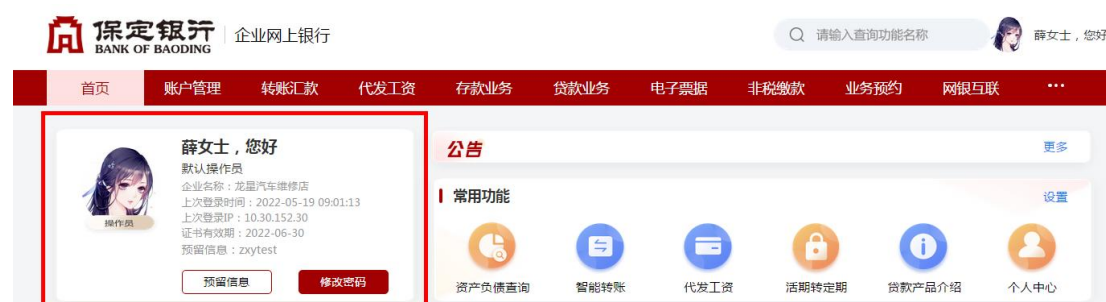 保定银行 企业网上银行
BANK OF BAODING
请输入查询功能名称
薛女士，您好
首页 账户管理 转账汇款 代发工资 存款业务 贷款业务 电子票据 非税缴款 业务预约 网银互联 ···
薛女士，您好
默认操作员
企业名称：龙星汽车维修店
上次登录时间：2022-05-19 09:01:13
上次登录IP：10.30.152.30
证书有效期：2022-06-30
预留信息：zxytest
操作员
预留信息 修改密码
公告 更多
常用功能 设置
资产负债查询 智能转账 代发工资 活期转定期 贷款产品介绍 个人中心